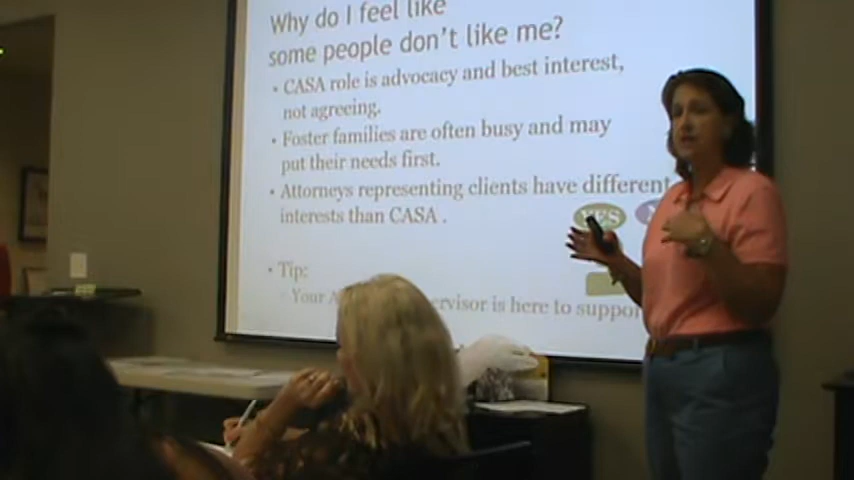 Why do I feel like
some people don't like me?
• CASA role is advocacy and best interest,
not agreeing.
• Foster families are often busy and may
put their needs first.
• Attorneys representing clients have different
interests than CASA .
YES
• Tip:
Your
is here to suppor